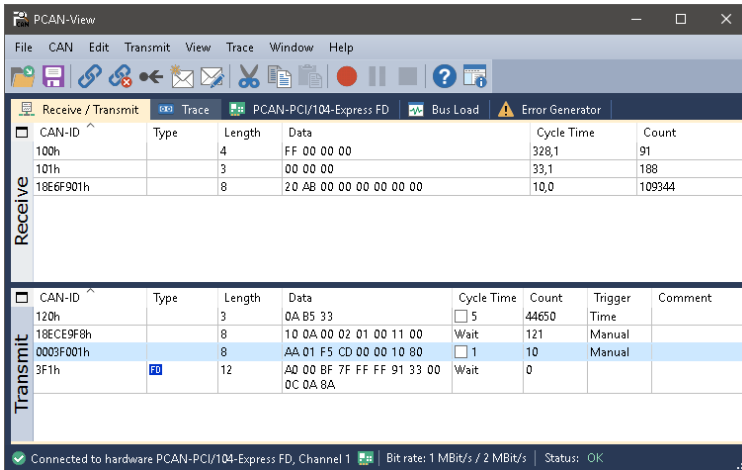 PCAN-View
File CAN Edit Transmit View Trace Window Help
Receive / Transmit Trace PCAN-PCI/104-Express FD Bus Load Error Generator
Receive
CAN-ID Type Length Data Cycle Time Count
100h 4 FF 00 00 00 328,1 91
101h 3 00 00 00 33,1 188
18E6F901h 8 20 AB 00 00 00 00 00 00 10,0 109344
Transmit
CAN-ID Type Length Data Cycle Time Count Trigger Comment
120h 3 0A B5 33 5 44650 Time
18ECE9F8h 8 10 0A 00 02 01 00 11 00 Wait 121 Manual
0003F001h 8 AA 01 F5 CD 00 00 10 80 1 10 Manual
3F1h FD 12 A0 00 BF 7F FF FF 91 33 00 Wait 0
0C 0A 8A
Connected to hardware PCAN-PCI/104-Express FD, Channel 1 Bit rate: 1 MBit/s / 2 MBit/s Status: OK